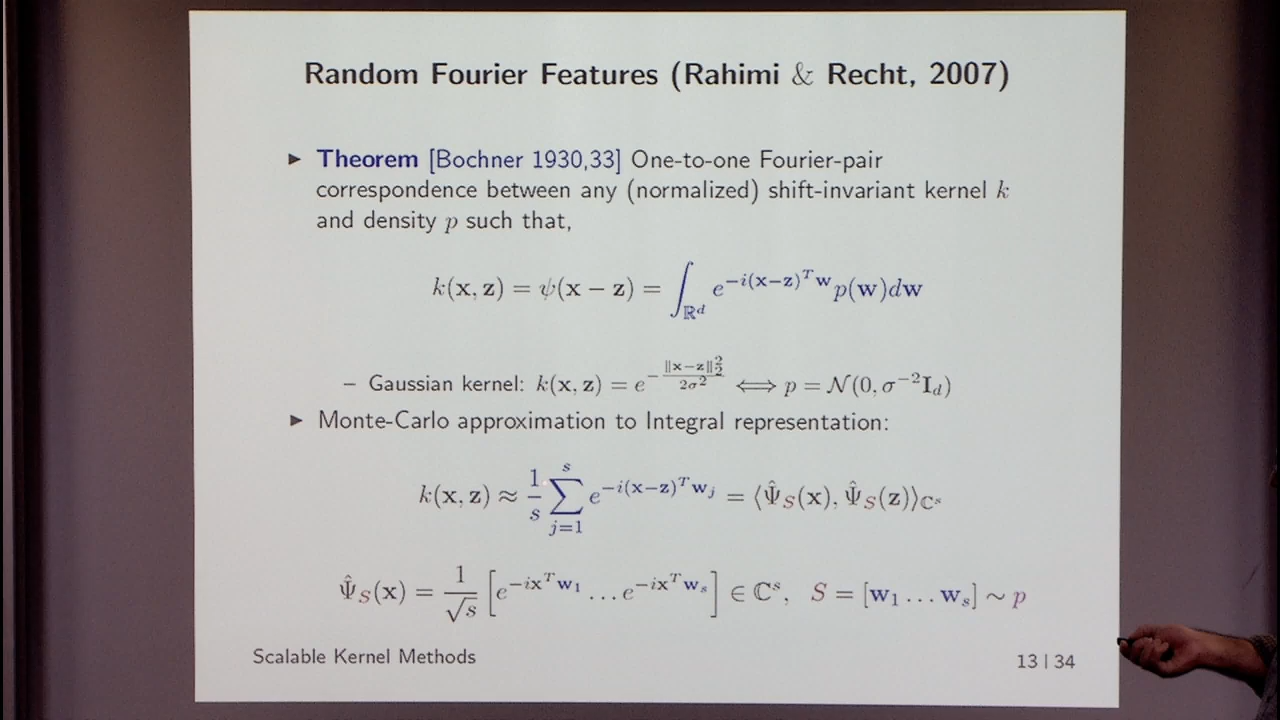 Random Fourier Features (Rahimi & Recht, 2007)
► Theorem [Bochner 1930,33] One-to-one Fourier-pair
correspondence between any (normalized) shift-invariant kernel k
and density p such that,
k(x, z) = ψ(x − z) = ∫_{ℝ^d} e^{−i(x−z)^T w} p(w)dw
– Gaussian kernel: k(x, z) = e^{−‖x−z‖₂²/2σ²} ⟺ p = N(0, σ^{−2}I_d)
► Monte-Carlo approximation to Integral representation:
k(x, z) ≈ 1/s ∑_{j=1}^{s} e^{−i(x−z)^T w_j} = ⟨Ψ̂_S(x), Ψ̂_S(z)⟩_{ℂ^s}
Ψ̂_S(x) = 1/√s [e^{−ix^T w_1} … e^{−ix^T w_s}] ∈ ℂ^s, S = [w_1 … w_s] ∼ p
Scalable Kernel Methods
13 | 34